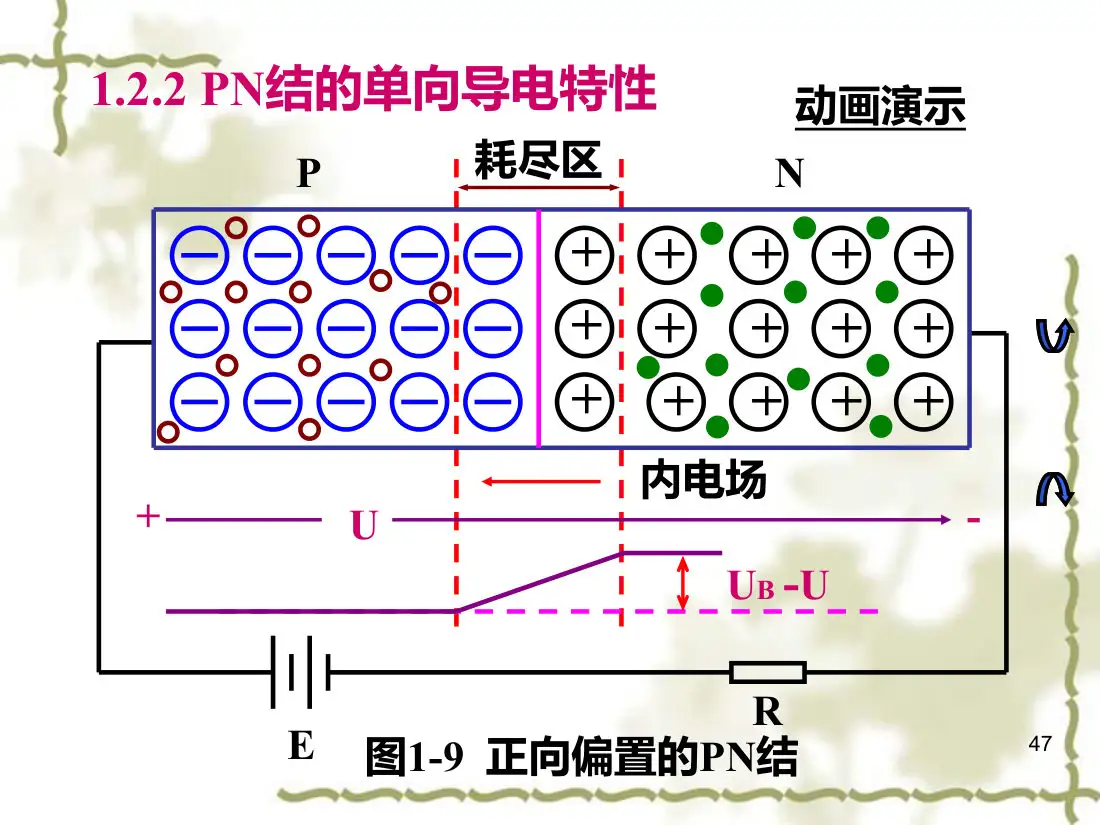 1.2.2 PN结的单向导电特性
动画演示
P
耗尽区
N
内电场
+ U -
UB -U
E
R
图1-9 正向偏置的PN结
47